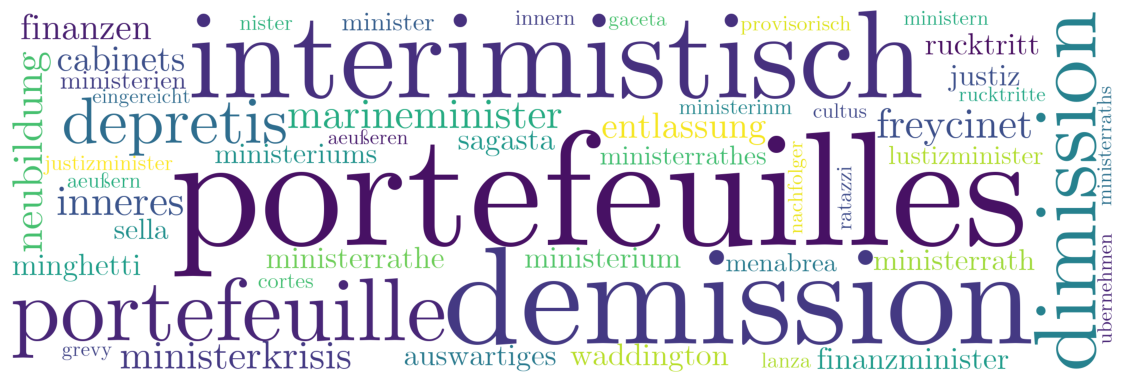 finanzen
nister
minister
innern
gaceta
provisorisch
ministern
interimistisch
rucktritt
cabinets
ministerien
justiz
eingereicht
rucktritte
neubildung
depretis
marineminister
ministerinm
cultus
freycinet
entlassung
dimission
ministerraths
aeußeren
sagasta
justizminister
ministeriums
ministerrathes
lustizminister
aeußern
portefeuilles
nachfolger
ratazzi
inneres
sella
minghetti
ministerrathe
ministerium
menabrea
ministerrath
cortes
portefeuille
demission
ubernehmen
grevy
ministerkrisis
auswartiges
waddington
lanza
finanzminister